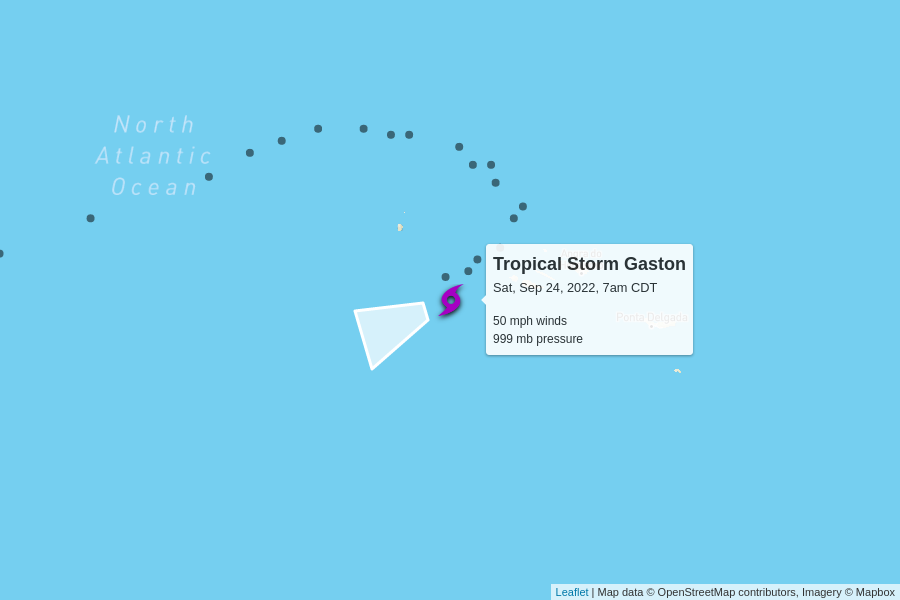 North
Atlantic
Ocean
Tropical Storm Gaston
Sat, Sep 24, 2022, 7am CDT
Ponta Delgada
50 mph winds
999 mb pressure
Leaflet | Map data © OpenStreetMap contributors, Imagery © Mapbox